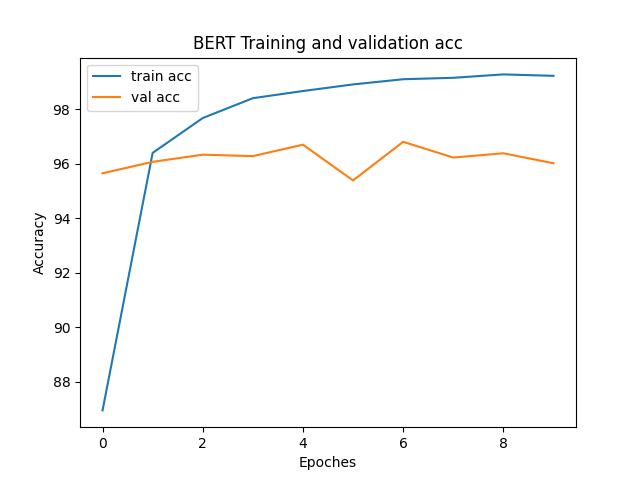 BERT Training and validation acc
train acc
val acc
98
96
94
92
90
88
Accuracy
0
2
4
6
8
Epoches